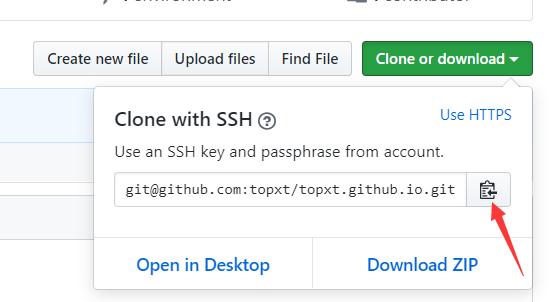 Create new file Upload files Find File Clone or download
Clone with SSH
Use HTTPS
Use an SSH key and passphrase from account.
git@github.com:topxt/topxt.github.io.git
Open in Desktop Download ZIP